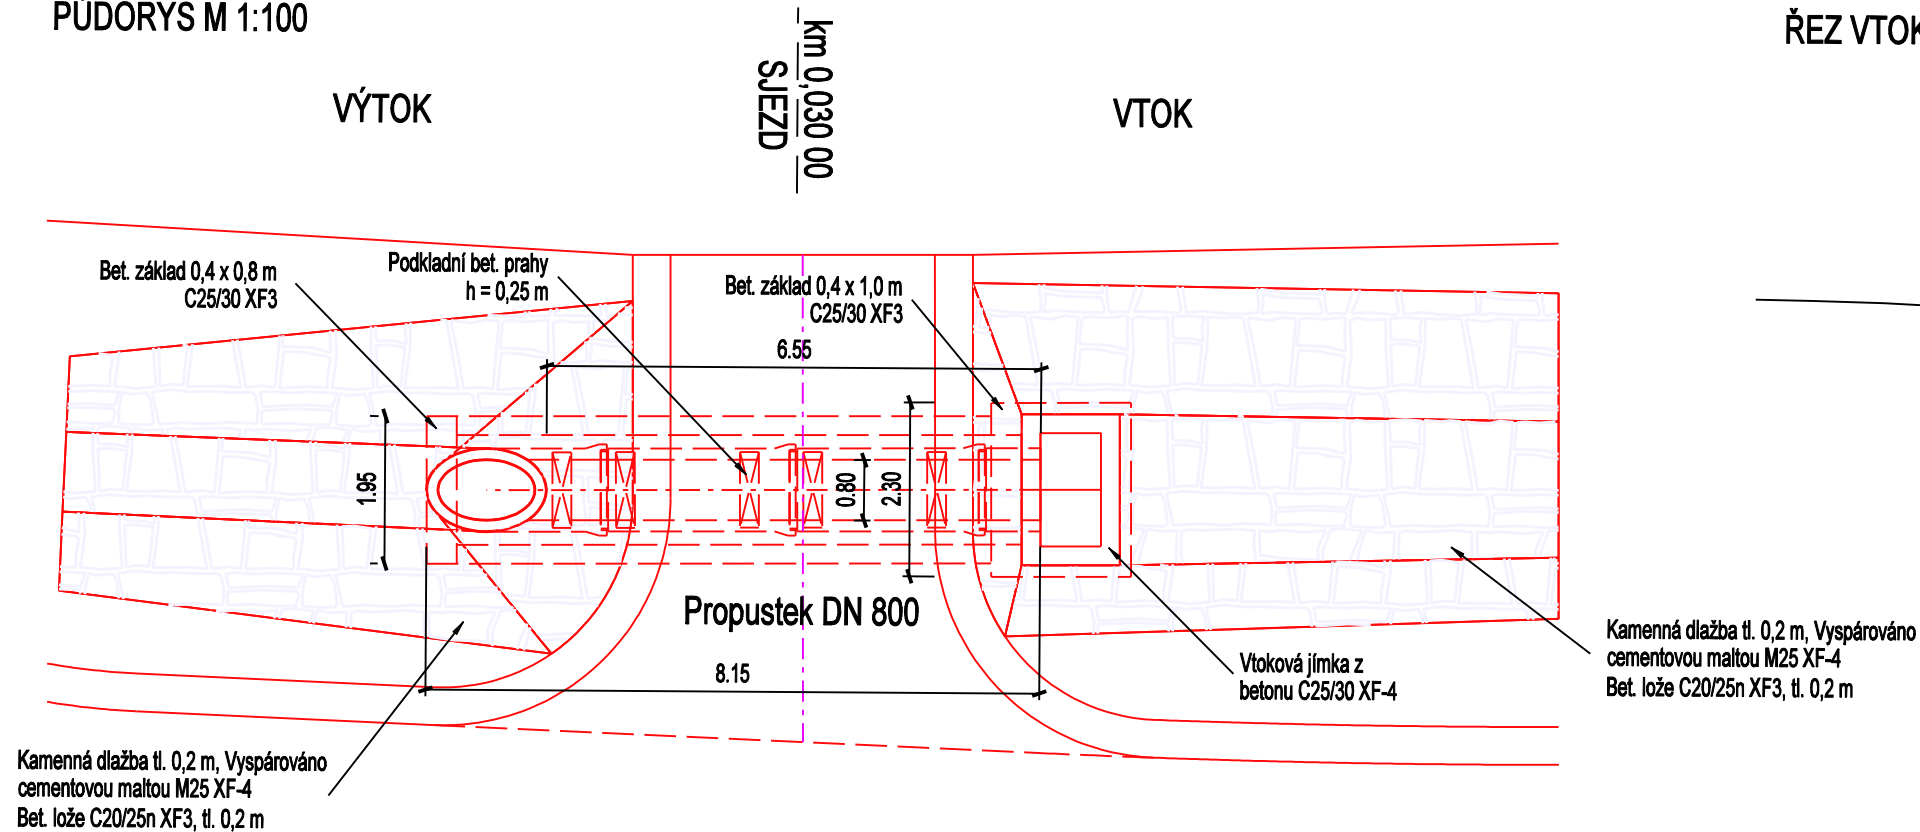 PŮDORYS M 1:100
ŘEZ VTOK
km 0,030 00
SJEZD
VÝTOK
VTOK
Bet. základ 0,4 x 0,8 m
C25/30 XF3
Podkladní bet. prahy
h = 0,25 m
Bet. základ 0,4 x 1,0 m
C25/30 XF3
6.55
1.95
0.80
2.30
Propustek DN 800
8.15
Vtoková jímka z
betonu C25/30 XF-4
Kamenná dlažba tl. 0,2 m, Vyspárováno
cementovou maltou M25 XF-4
Bet. lože C20/25n XF3, tl. 0,2 m
Kamenná dlažba tl. 0,2 m, Vyspárováno
cementovou maltou M25 XF-4
Bet. lože C20/25n XF3, tl. 0,2 m